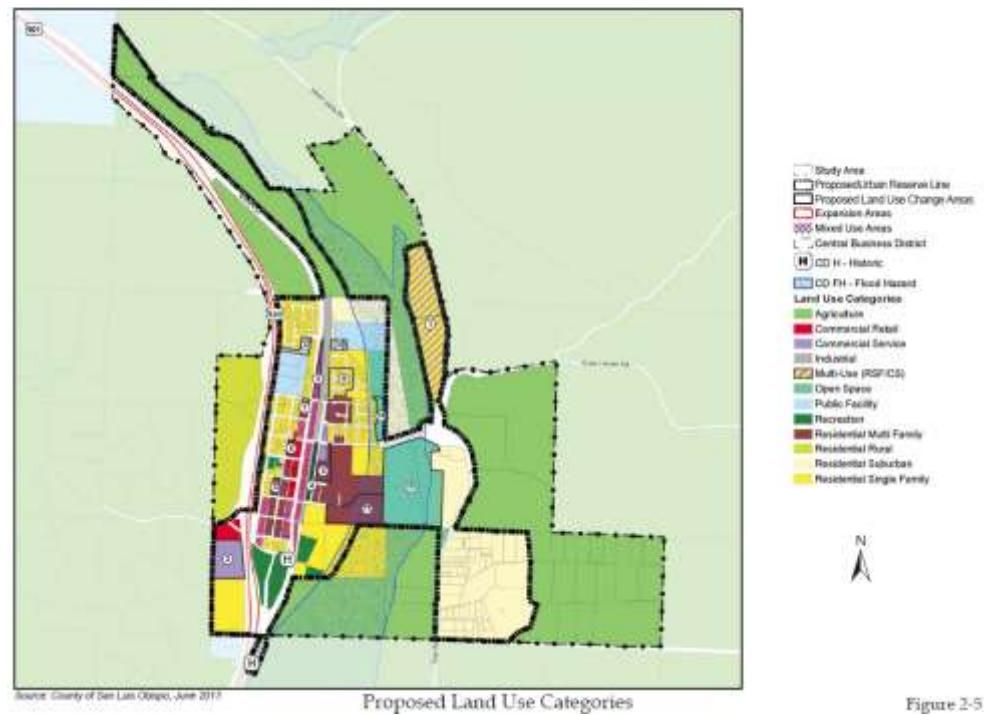 101
Study Area
Proposed Urban Reserve Line
Proposed Land Use Change Areas
Expansion Areas
Mixed Use Areas
Central Business District
H CD H - Historic
CD FH - Flood Hazard
Land Use Categories
Agriculture
Commercial Retail
Commercial Service
Industrial
Multi-Use (RSF/CS)
Open Space
Public Facility
Recreation
Residential Multi Family
Residential Rural
Residential Suburban
Residential Single Family
N
H
H
Source: County of San Luis Obispo, June 2011
Proposed Land Use Categories
Figure 2-5